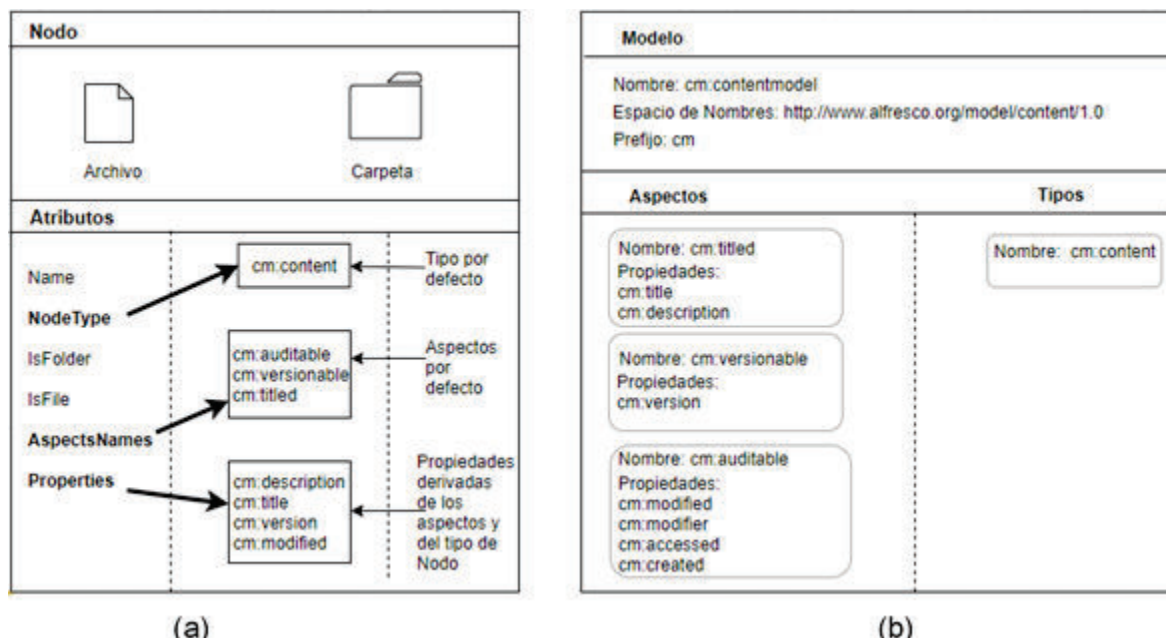 Nodo
Archivo
Carpeta
Atributos
Name
NodeType
IsFolder
IsFile
AspectsNames
Properties
cm:content
cm:auditable
cm:versionable
cm:titled
cm:description
cm:title
cm:version
cm:modified
Tipo por
defecto
Aspectos
por
defecto
Propiedades
derivadas
de los
aspectos y
del tipo de
Nodo
(a)
Modelo
Nombre: cm:contentmodel
Espacio de Nombres: http://www.alfresco.org/model/content/1.0
Prefijo: cm
Aspectos
Nombre: cm:titled
Propiedades:
cm:title
cm:description
Nombre: cm:versionable
Propiedades:
cm:version
Nombre: cm:auditable
Propiedades:
cm:modified
cm:modifier
cm:accessed
cm:created
Tipos
Nombre: cm:content
(b)